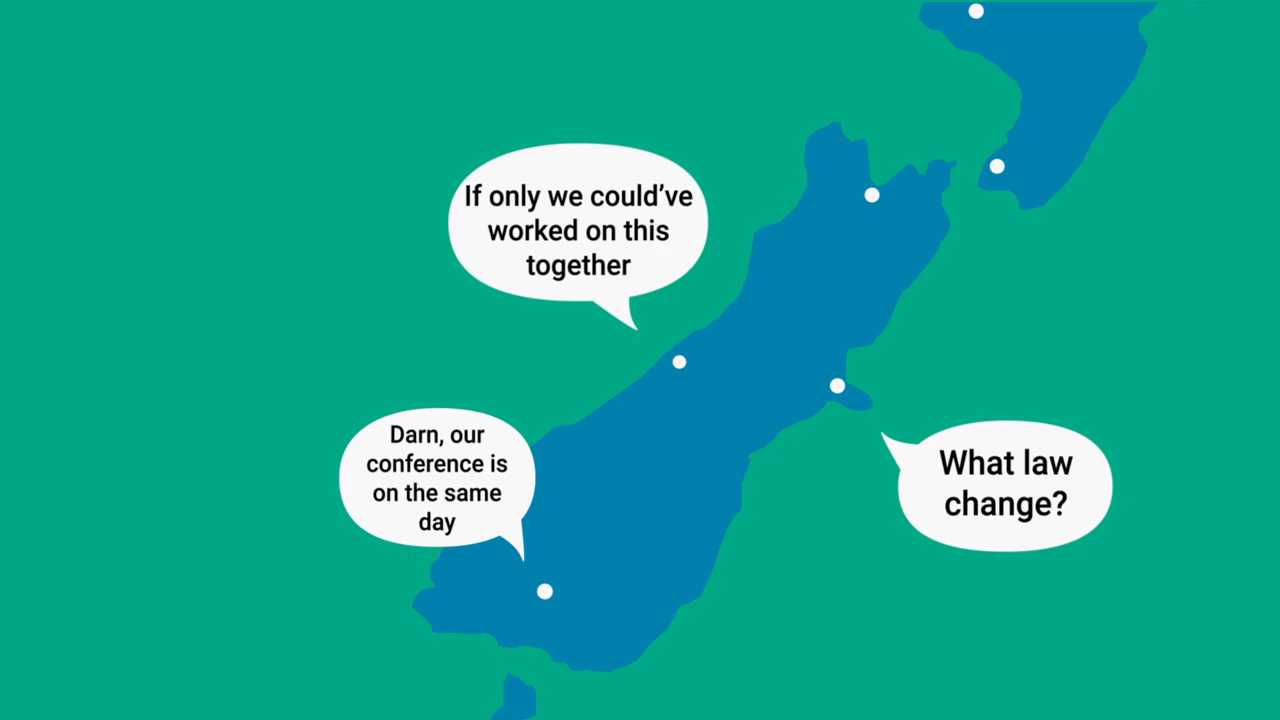 If only we could’ve
worked on this
together
Darn, our
conference is
on the same
day
What law
change?